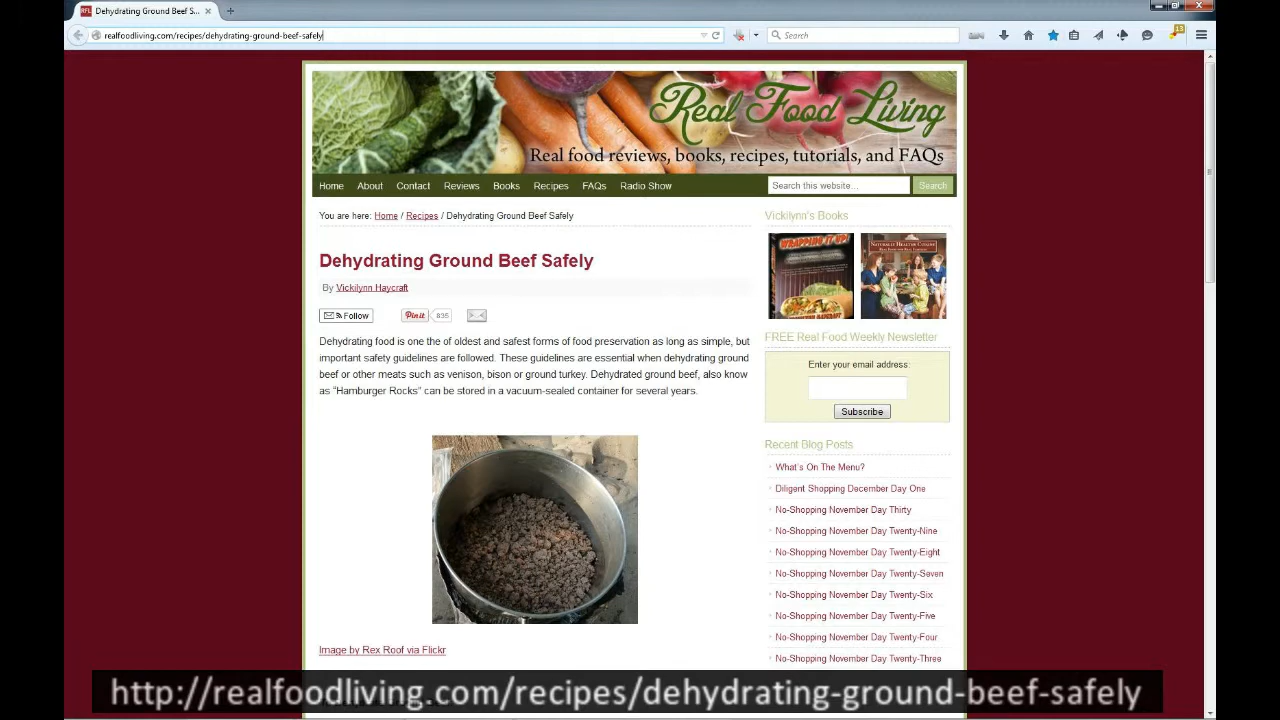 Dehydrating Ground Beef S...
realfoodliving.com/recipes/dehydrating-ground-beef-safely
Search
13
Real Food Living
Real food reviews, books, recipes, tutorials, and FAQs
Home About Contact Reviews Books Recipes FAQs Radio Show
Search this website...
Search
You are here: Home / Recipes / Dehydrating Ground Beef Safely
Dehydrating Ground Beef Safely
By Vickilynn Haycraft
Follow
Pin it
835
Dehydrating food is one the of oldest and safest forms of food preservation as long as simple, but
important safety guidelines are followed. These guidelines are essential when dehydrating ground
beef or other meats such as venison, bison or ground turkey. Dehydrated ground beef, also know
as "Hamburger Rocks" can be stored in a vacuum-sealed container for several years.
Image by Rex Roof via Flickr
Vickilynn's Books
WRAPPING IT UP!
NATURALLY HEALTHY CUISINE
FREE Real Food Weekly Newsletter
Enter your email address:
Subscribe
Recent Blog Posts
What's On The Menu?
Diligent Shopping December Day One
No-Shopping November Day Thirty
No-Shopping November Day Twenty-Nine
No-Shopping November Day Twenty-Eight
No-Shopping November Day Twenty-Seven
No-Shopping November Day Twenty-Six
No-Shopping November Day Twenty-Five
No-Shopping November Day Twenty-Four
No-Shopping November Day Twenty-Three
http://realfoodliving.com/recipes/dehydrating-ground-beef-safely